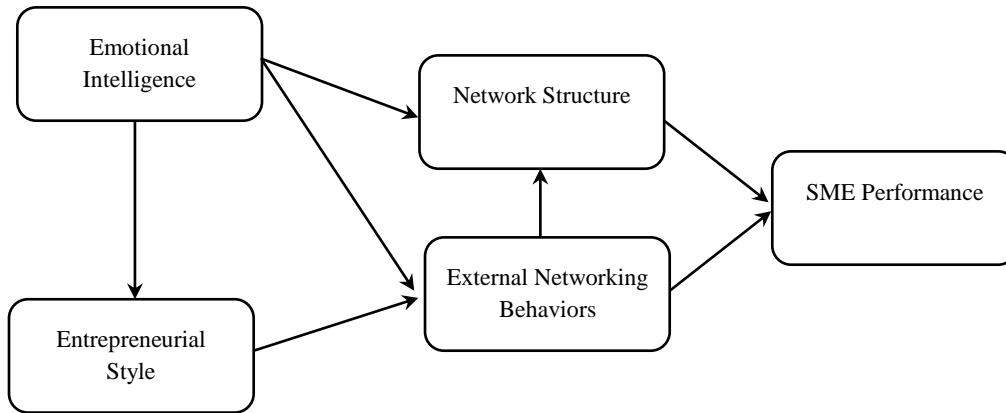 Emotional
Intelligence
Network Structure
SME Performance
External Networking
Behaviors
Entrepreneurial
Style